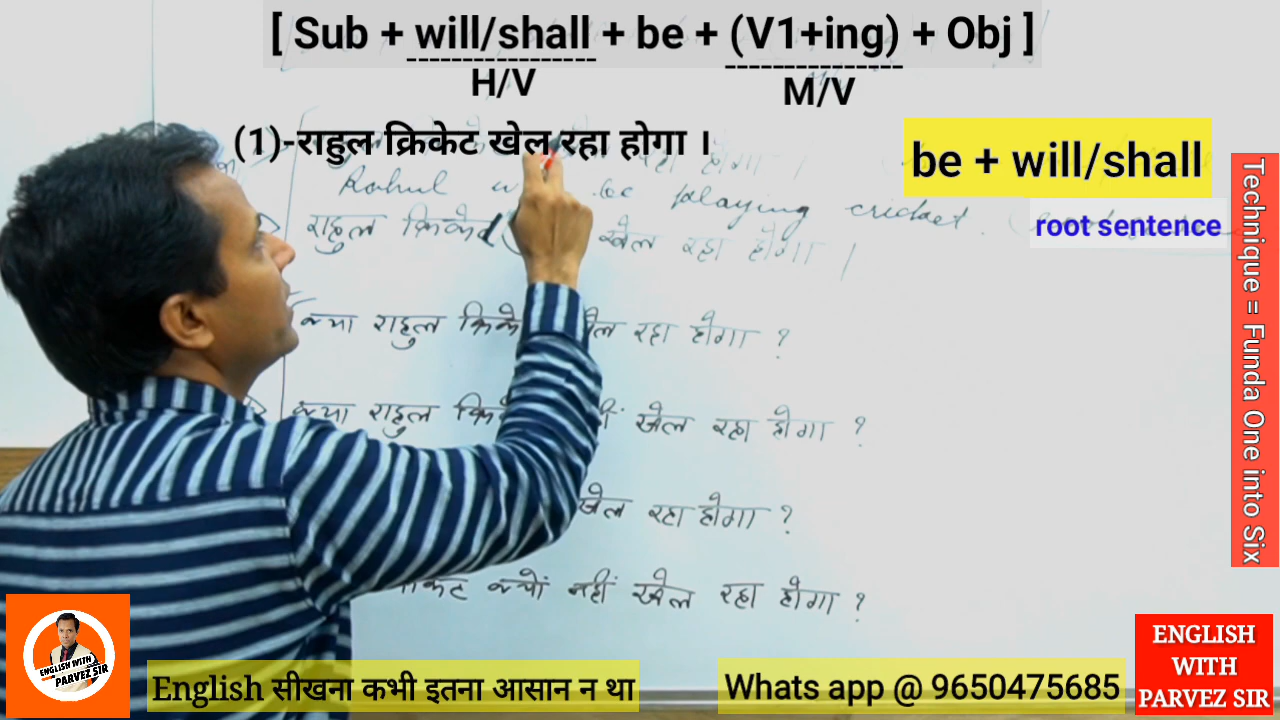 [ Sub + will/shall + be + (V1+ing) + Obj ]
H/V
M/V
(1)-राहुल क्रिकेट खेल रहा होगा ।
be + will/shall
रहा होगा ।
Rahul be playing cricket.
root sentence
राहुल क्रिकेट खेल रहा होगा |
क्या राहुल रहा होगा ?
क्या राहुल खेल रहा होगा ?
खेल रहा होगा ?
क्यों नहीं खेल रहा होगा ?
Technique = Funda One into Six
ENGLISH WITH
PARVEZ SIR
English सीखना कभी इतना आसान न था
Whats app @ 9650475685
ENGLISH
WITH
PARVEZ SIR